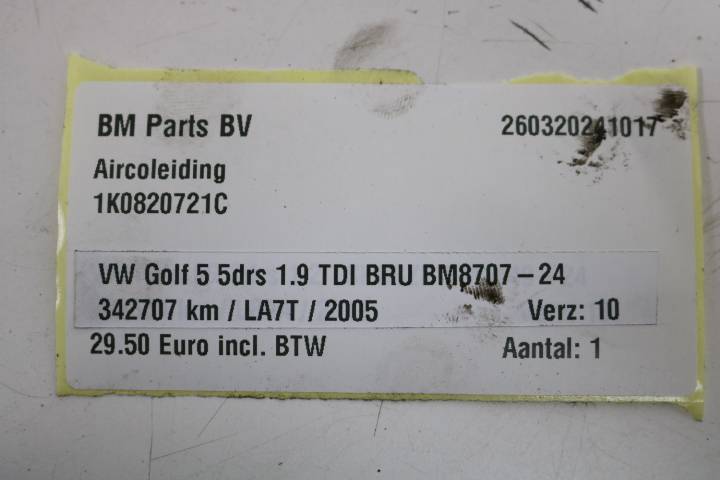 BM Parts BV 260320241017
Aircoleiding
1K0820721C
VW Golf 5 5drs 1.9 TDI BRU BM8707-24
342707 km / LA7T / 2005 Verz: 10
29.50 Euro incl. BTW Aantal: 1